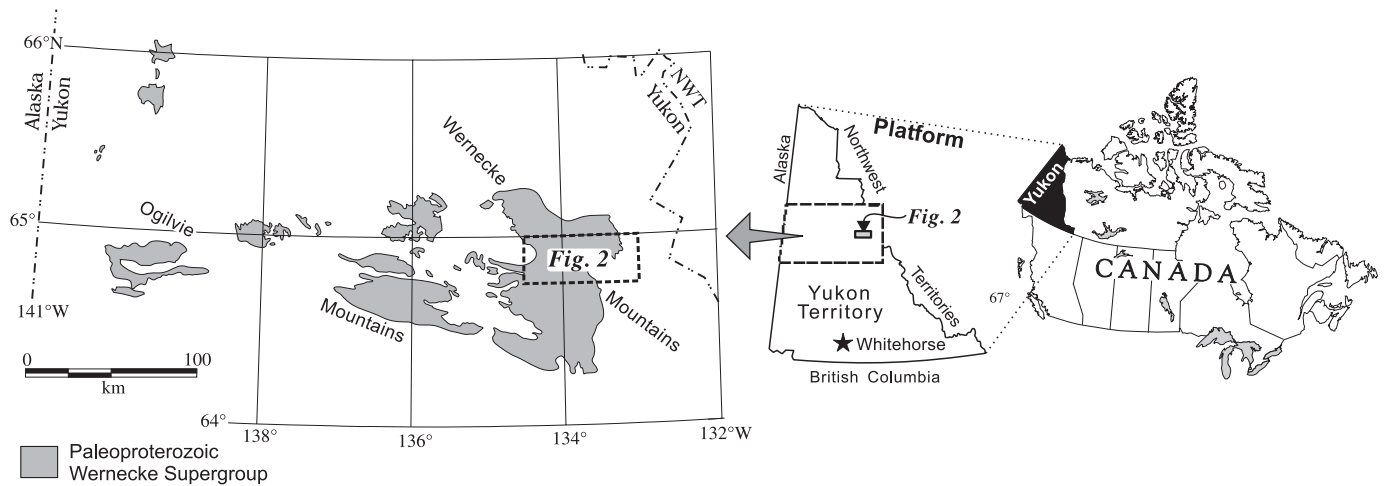 66°N
Alaska
Yukon
NWT
Yukon
Wernecke
65°
Ogilvie
Fig. 2
Mountains
Mountains
141°W
0 100
km
64°
138°
136°
134°
132°W
Paleoproterozoic
Wernecke Supergroup
Platform
Alaska
Northwest
Fig. 2
Territories
Yukon
Territory
Whitehorse
British Columbia
Yukon
CANADA
67°